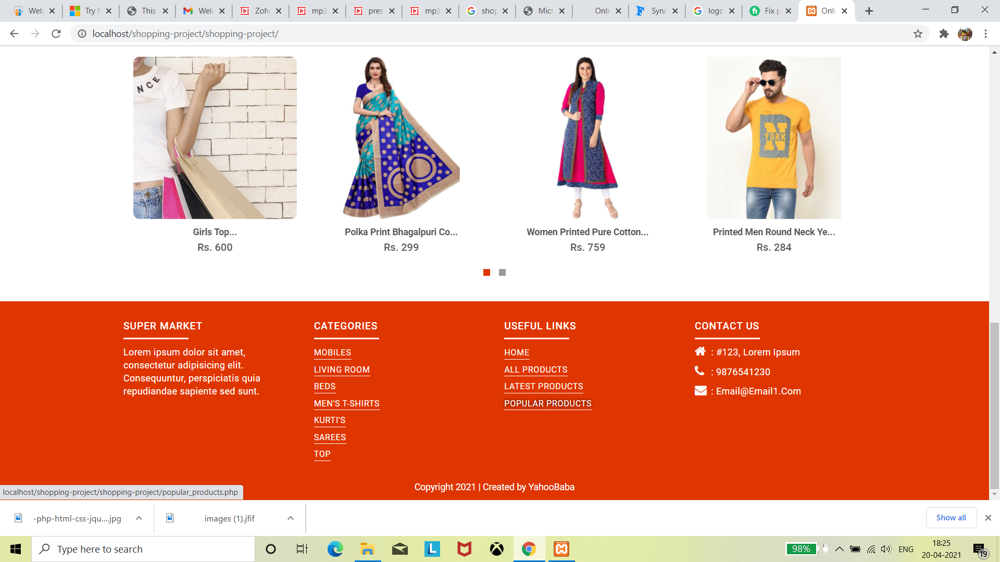 Web
Try M
This
Welc
Zoho
mp3
pres
mp3
shop
Micr
Onli
Sync
logo
Fix p
Onli
localhost/shopping-project/shopping-project/
NCE
N
YORK
Girls Top...
Rs. 600
Polka Print Bhagalpuri Co...
Rs. 299
Women Printed Pure Cotton...
Rs. 759
Printed Men Round Neck Ye...
Rs. 284
SUPER MARKET
Lorem ipsum dolor sit amet,
consectetur adipisicing elit.
Consequuntur, perspiciatis quia
repudiandae sapiente sed sunt.
CATEGORIES
MOBILES
LIVING ROOM
BEDS
MEN'S T-SHIRTS
KURTI'S
SAREES
TOP
USEFUL LINKS
HOME
ALL PRODUCTS
LATEST PRODUCTS
POPULAR PRODUCTS
CONTACT US
: #123, Lorem Ipsum
: 9876541230
: Email@Email1.Com
Copyright 2021 | Created by YahooBaba
localhost/shopping-project/shopping-project/popular_products.php
-php-html-css-jqu....jpg
images (1).jfif
Show all
Type here to search
98%
ENG
18:25
20-04-2021
19